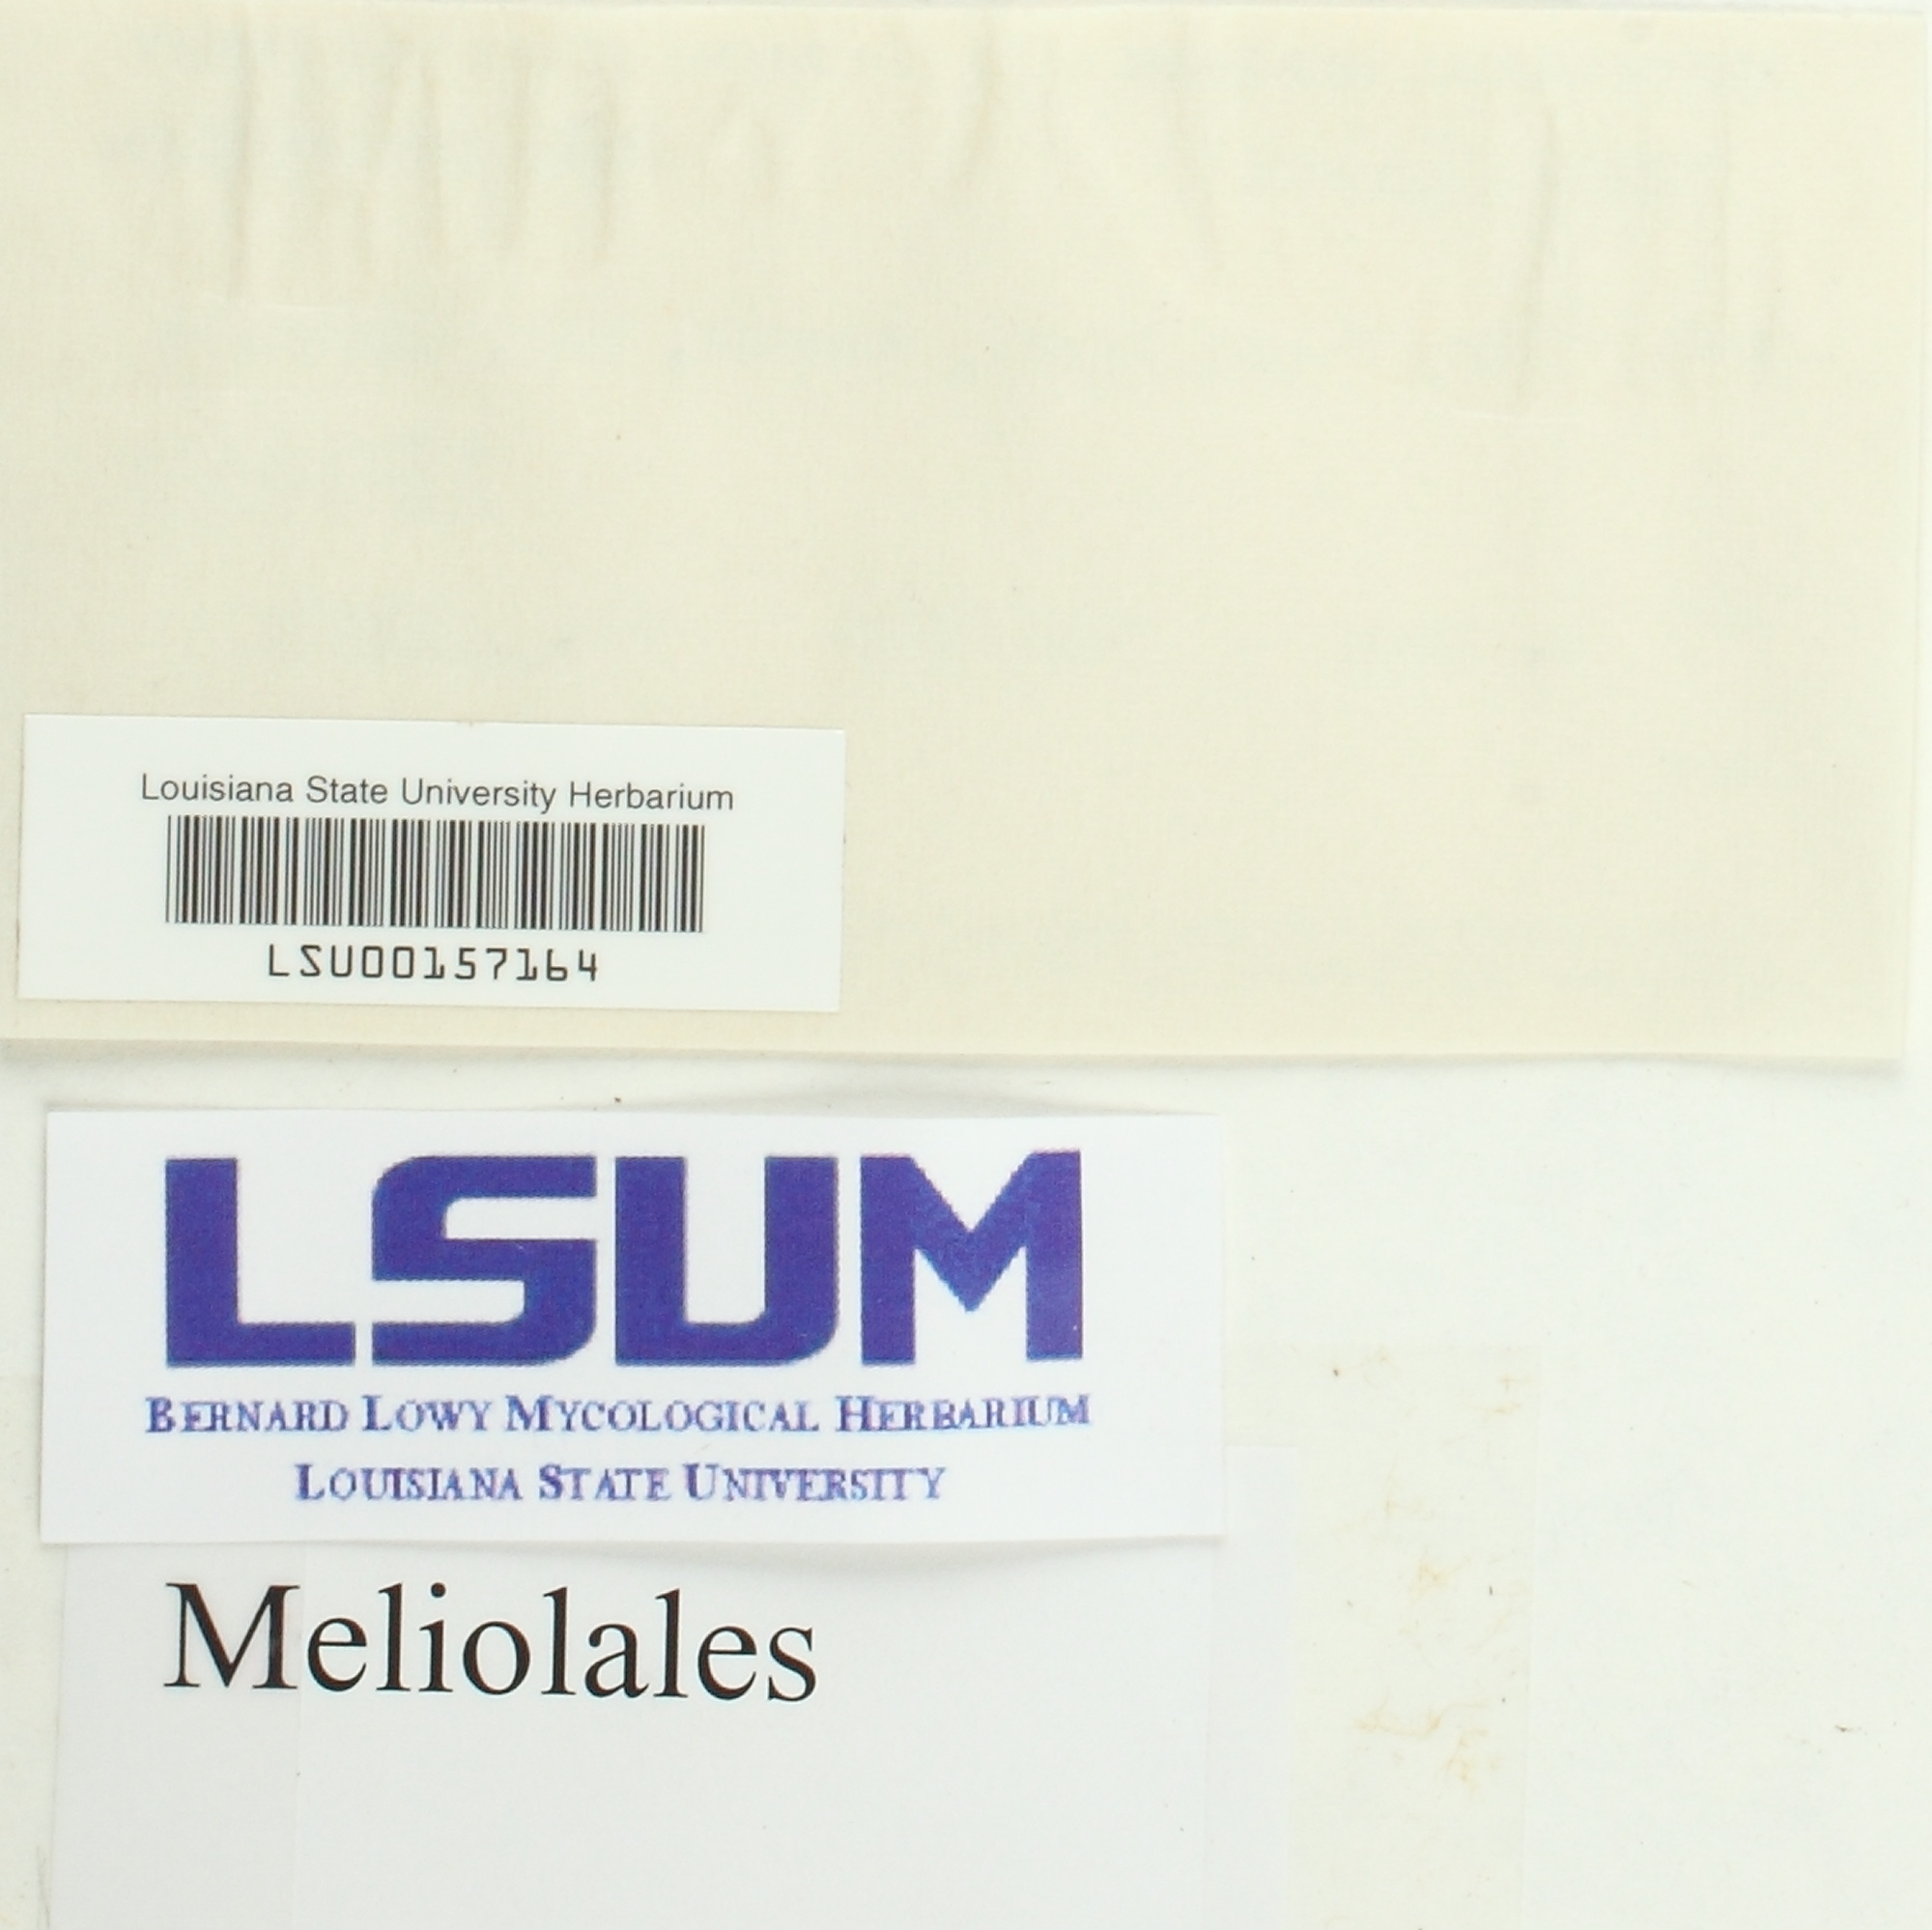 Louisiana State University Herbarium
LSU00157164
LSUM
BERNARD LOWY MYCOLOGICAL HERBARIUM
LOUISIANA STATE UNIVERSITY
Meliolales